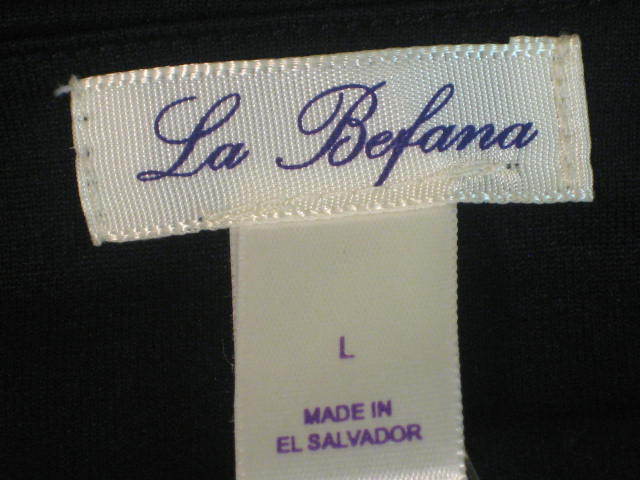 La Befana
L
MADE IN
EL SALVADOR